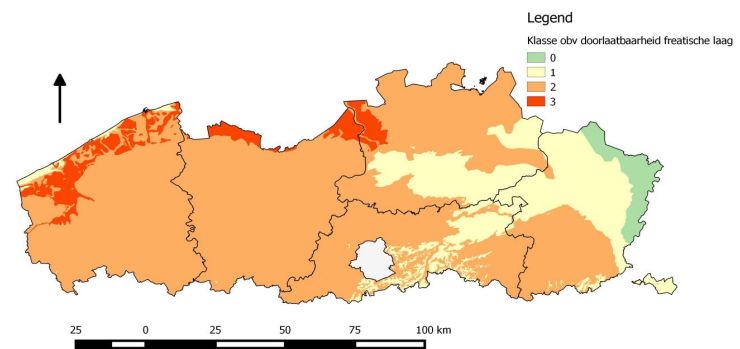 Legend
Klasse obv doorlaatbaarheid freatische laag
0
1
2
3
25 0 25 50 75 100 km